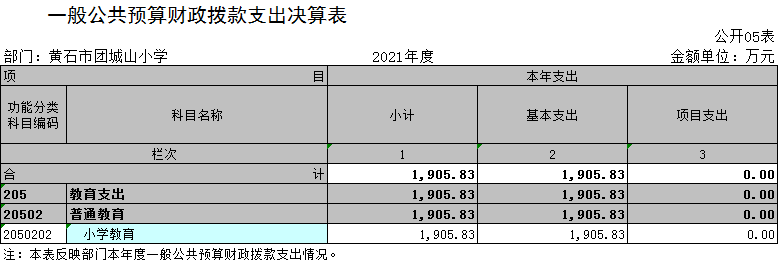 一般公共预算财政拨款支出决算表
公开05表
部门：黄石市团城山小学 2021年度 金额单位：万元
项 目 本年支出
功能分类科目编码 科目名称 小计 基本支出 项目支出
栏次 1 2 3
合 计 1,905.83 1,905.83 0.00
205 教育支出 1,905.83 1,905.83 0.00
20502 普通教育 1,905.83 1,905.83 0.00
2050202 小学教育 1,905.83 1,905.83 0.00
注：本表反映部门本年度一般公共预算财政拨款支出情况。